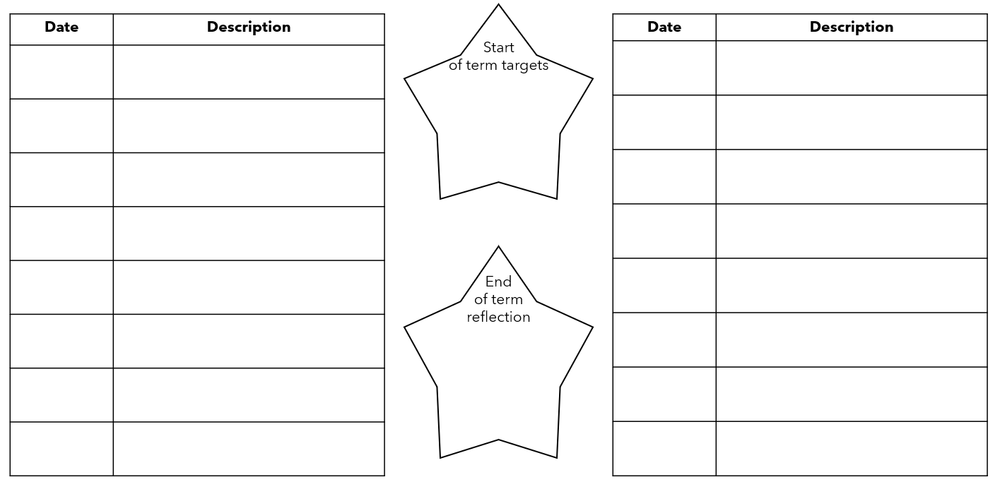 Date Description
Start
of term targets
End
of term
reflection
Date Description